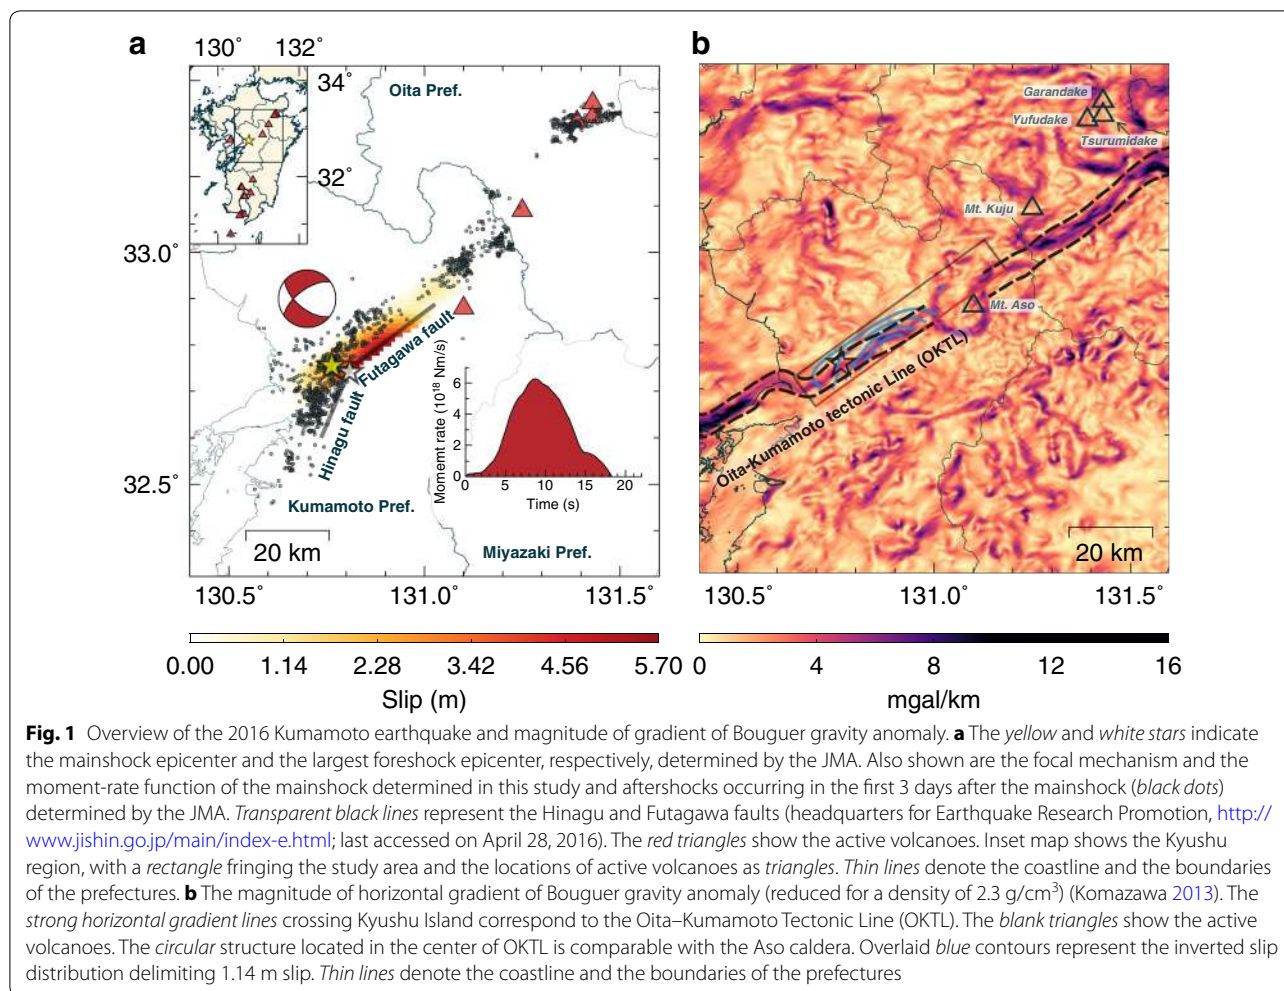 a
130˚ 132˚
34˚
32˚
Oita Pref.
33.0˚
32.5˚
Futagawa fault
Hinagu fault
Kumamoto Pref.
Miyazaki Pref.
Momemt rate (10¹⁸ Nm/s)
6
4
2
0
0 5 10 15 20
Time (s)
20 km
130.5˚ 131.0˚ 131.5˚
0.00 1.14 2.28 3.42 4.56 5.70
Slip (m)
b
Garandake
Yufudake
Tsurumidake
Mt. Kuju
Mt. Aso
Oita-Kumamoto tectonic Line (OKTL)
20 km
130.5˚ 131.0˚ 131.5˚
0 4 8 12 16
mgal/km
Fig. 1 Overview of the 2016 Kumamoto earthquake and magnitude of gradient of Bouguer gravity anomaly. a The yellow and white stars indicate
the mainshock epicenter and the largest foreshock epicenter, respectively, determined by the JMA. Also shown are the focal mechanism and the
moment-rate function of the mainshock determined in this study and aftershocks occurring in the first 3 days after the mainshock (black dots)
determined by the JMA. Transparent black lines represent the Hinagu and Futagawa faults (headquarters for Earthquake Research Promotion, http://
www.jishin.go.jp/main/index-e.html; last accessed on April 28, 2016). The red triangles show the active volcanoes. Inset map shows the Kyushu
region, with a rectangle fringing the study area and the locations of active volcanoes as triangles. Thin lines denote the coastline and the boundaries
of the prefectures. b The magnitude of horizontal gradient of Bouguer gravity anomaly (reduced for a density of 2.3 g/cm³) (Komazawa 2013). The
strong horizontal gradient lines crossing Kyushu Island correspond to the Oita–Kumamoto Tectonic Line (OKTL). The blank triangles show the active
volcanoes. The circular structure located in the center of OKTL is comparable with the Aso caldera. Overlaid blue contours represent the inverted slip
distribution delimiting 1.14 m slip. Thin lines denote the coastline and the boundaries of the prefectures